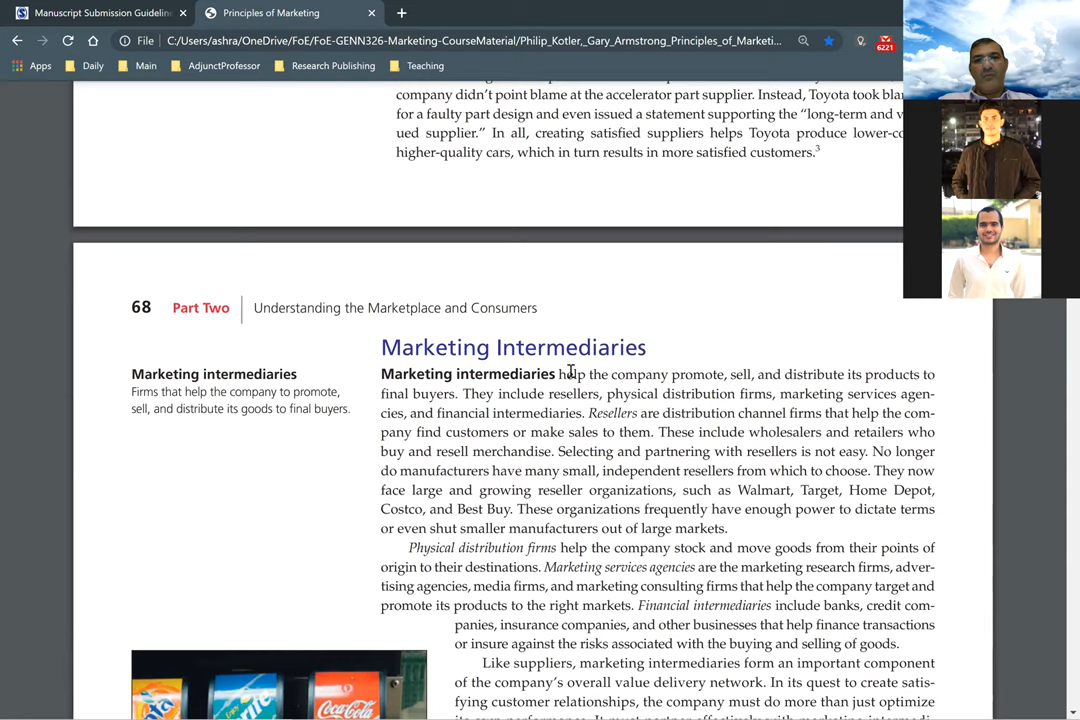 Manuscript Submission Guideline
Principles of Marketing
File
C:/Users/ashra/OneDrive/FoE/FoE-GENN326-Marketing-CourseMaterial/Philip_Kotler,_Gary_Armstrong_Principles_of_Marketi...
6221
Apps Daily Main AdjunctProfessor Research Publishing Teaching
company didn't point blame at the accelerator part supplier. Instead, Toyota took
for a faulty part design and even issued a statement supporting the "long-term and
ued supplier." In all, creating satisfied suppliers helps Toyota produce
higher-quality cars, which in turn results in more satisfied customers.3
68 Part Two Understanding the Marketplace and Consumers
Marketing intermediaries
Firms that help the company to promote,
sell, and distribute its goods to final buyers.
Marketing Intermediaries
Marketing intermediaries help the company promote, sell, and distribute its products to
final buyers. They include resellers, physical distribution firms, marketing services agen-
cies, and financial intermediaries. Resellers are distribution channel firms that help the com-
pany find customers or make sales to them. These include wholesalers and retailers who
buy and resell merchandise. Selecting and partnering with resellers is not easy. No longer
do manufacturers have many small, independent resellers from which to choose. They now
face large and growing reseller organizations, such as Walmart, Target, Home Depot,
Costco, and Best Buy. These organizations frequently have enough power to dictate terms
or even shut smaller manufacturers out of large markets.
Physical distribution firms help the company stock and move goods from their points of
origin to their destinations. Marketing services agencies are the marketing research firms, adver-
tising agencies, media firms, and marketing consulting firms that help the company target and
promote its products to the right markets. Financial intermediaries include banks, credit com-
panies, insurance companies, and other businesses that help finance transactions
or insure against the risks associated with the buying and selling of goods.
Like suppliers, marketing intermediaries form an important component
of the company's overall value delivery network. In its quest to create satis-
fying customer relationships, the company must do more than just optimize
Fanta
Sprite
Coca-Cola